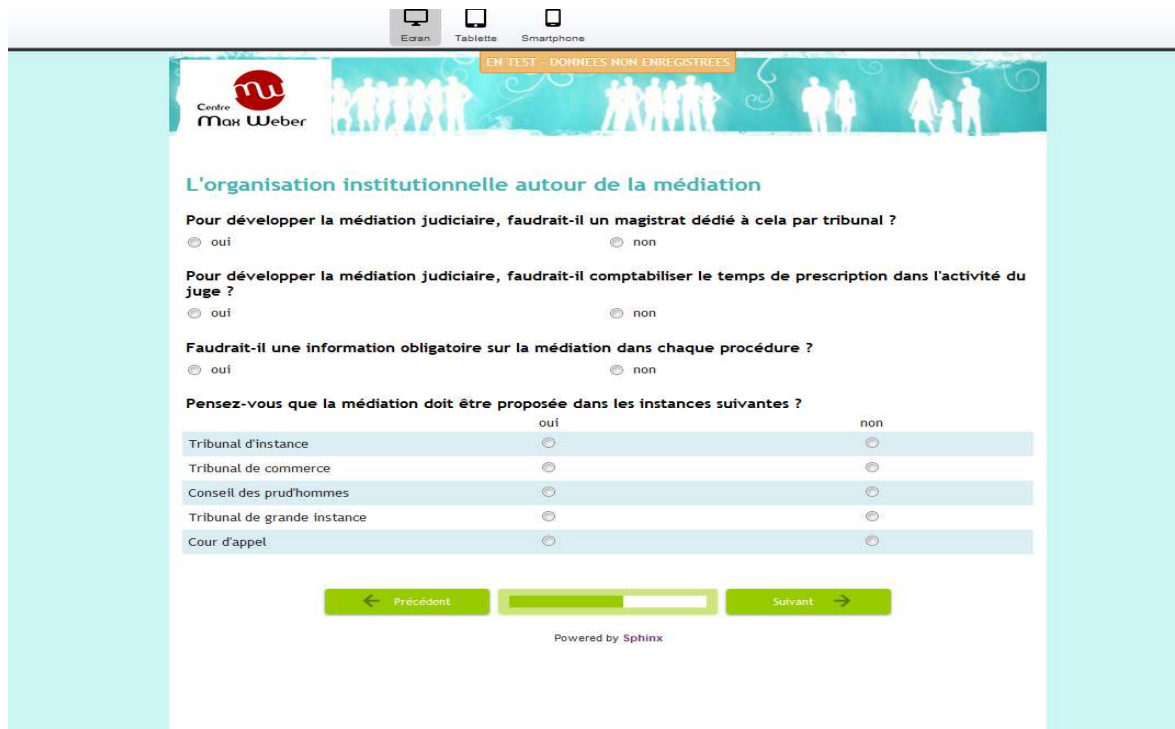 Ecran Tablette Smartphone
EN TEST - DONNEES NON ENREGISTREES
mw
Centre
Max Weber
L'organisation institutionnelle autour de la médiation
Pour développer la médiation judiciaire, faudrait-il un magistrat dédié à cela par tribunal ?
oui non
Pour développer la médiation judiciaire, faudrait-il comptabiliser le temps de prescription dans l'activité du
juge ?
oui non
Faudrait-il une information obligatoire sur la médiation dans chaque procédure ?
oui non
Pensez-vous que la médiation doit être proposée dans les instances suivantes ?
oui non
Tribunal d'instance
Tribunal de commerce
Conseil des prud'hommes
Tribunal de grande instance
Cour d'appel
Précédent Suivant
Powered by Sphinx